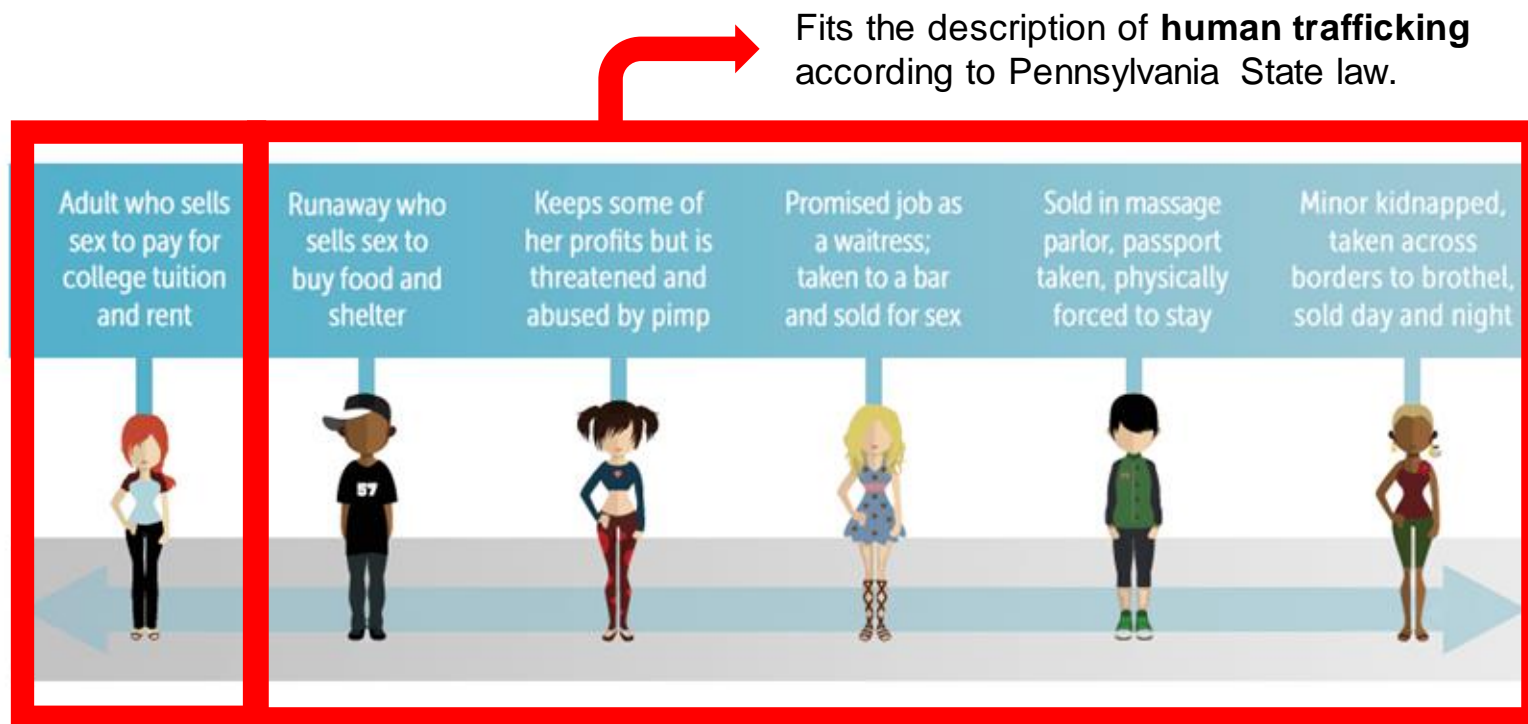 Fits the description of human trafficking
according to Pennsylvania State law.
Adult who sells
sex to pay for
college tuition
and rent
Runaway who
sells sex to
buy food and
shelter
Keeps some of
her profits but is
threatened and
abused by pimp
Promised job as
a waitress;
taken to a bar
and sold for sex
Sold in massage
parlor, passport
taken, physically
forced to stay
Minor kidnapped,
taken across
borders to brothel,
sold day and night
57